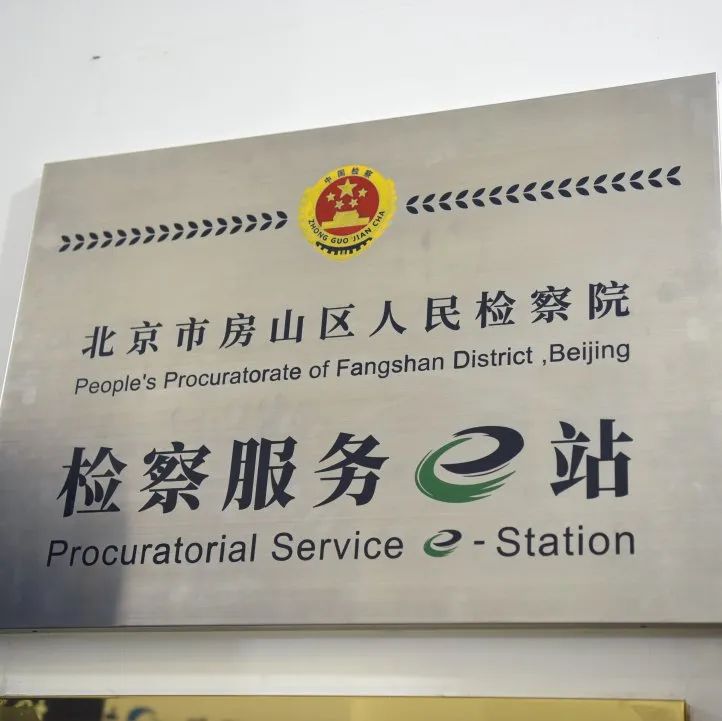 中国检察
ZHONG GUO JIAN CHA
北京市房山区人民检察院
People's Procuratorate of Fangshan District ,Beijing
检察服务e站
Procuratorial Service e-Station